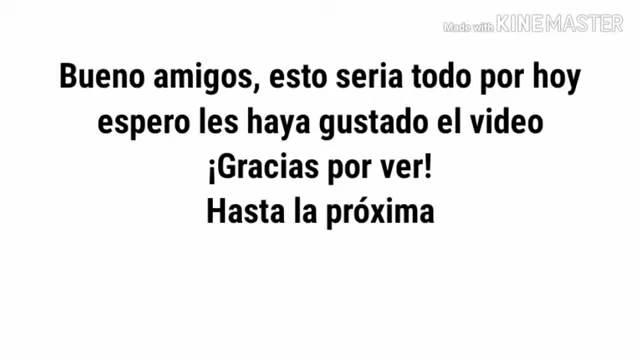 Made with KINEMASTER
Bueno amigos, esto seria todo por hoy
espero les haya gustado el video
¡Gracias por ver!
Hasta la próxima